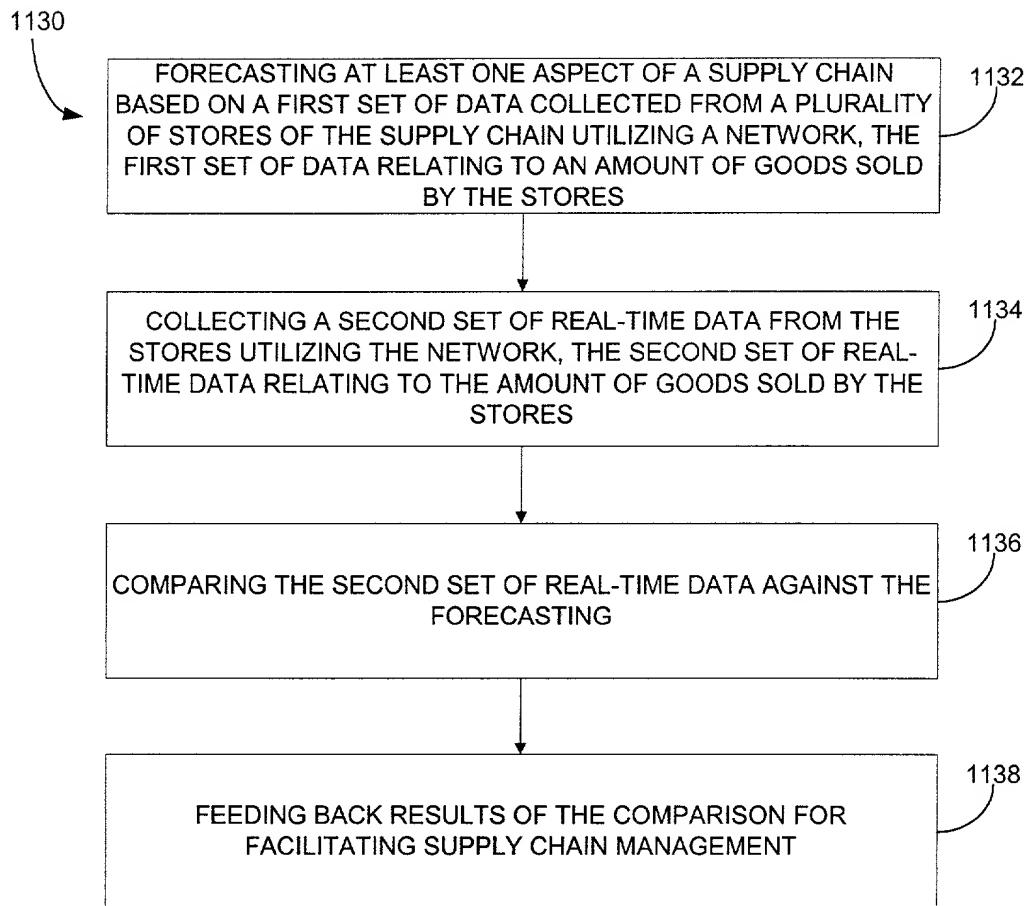 1130
FORECASTING AT LEAST ONE ASPECT OF A SUPPLY CHAIN
BASED ON A FIRST SET OF DATA COLLECTED FROM A PLURALITY
OF STORES OF THE SUPPLY CHAIN UTILIZING A NETWORK, THE
FIRST SET OF DATA RELATING TO AN AMOUNT OF GOODS SOLD
BY THE STORES
1132
COLLECTING A SECOND SET OF REAL-TIME DATA FROM THE
STORES UTILIZING THE NETWORK, THE SECOND SET OF REAL-
TIME DATA RELATING TO THE AMOUNT OF GOODS SOLD BY THE
STORES
1134
COMPARING THE SECOND SET OF REAL-TIME DATA AGAINST THE
FORECASTING
1136
FEEDING BACK RESULTS OF THE COMPARISON FOR
FACILITATING SUPPLY CHAIN MANAGEMENT
1138